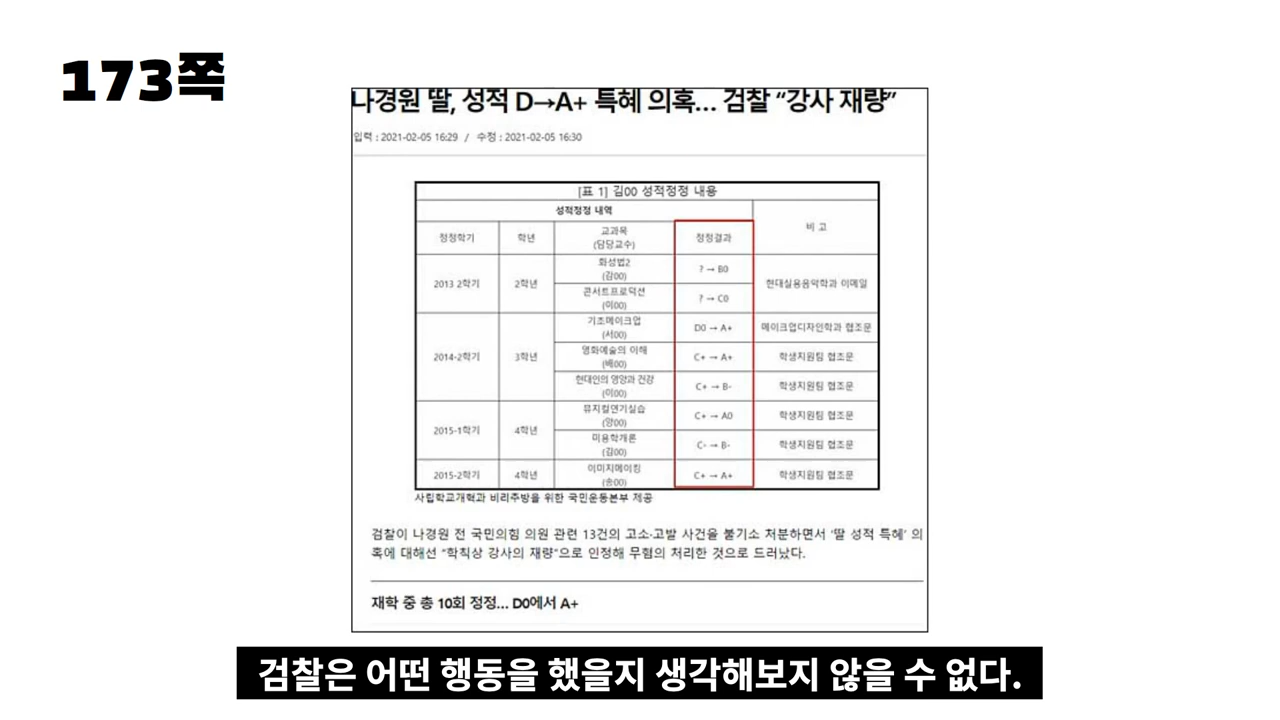 173쪽
나경원 딸, 성적 D→A+ 특혜 의혹... 검찰 “강사 재량”
입력 : 2021-02-05 16:29 / 수정 : 2021-02-05 16:30
[표 1] 김00 성적정정 내용
성적정정 내역
비 고
정정학기 학년 교과목 (담당교수) 정정결과
2013 2학기 2학년 화성법2 (김00) ? → B0 현대실용음악학과 이메일
콘서트프로덕션 (이00) ? → C0
2014-2학기 3학년 기초메이크업 (서00) D0 → A+ 메이크업디자인학과 협조문
영화예술의 이해 (배00) C+ → A+ 학생지원팀 협조문
현대인의 영양과 건강 (이00) C+ → B- 학생지원팀 협조문
2015-1학기 4학년 뮤지컬연기실습 (양00) C+ → A0 학생지원팀 협조문
미용학개론 (김00) C- → B- 학생지원팀 협조문
2015-2학기 4학년 이미지메이킹 (송00) C+ → A+ 학생지원팀 협조문
사립학교개혁과 비리추방을 위한 국민운동본부 제공
검찰이 나경원 전 국민의힘 의원 관련 13건의 고소·고발 사건을 불기소 처분하면서 ‘딸 성적 특혜’ 의
혹에 대해선 “학칙상 강사의 재량”으로 인정해 무혐의 처리한 것으로 드러났다.
재학 중 총 10회 정정... D0에서 A+
검찰은 어떤 행동을 했을지 생각해보지 않을 수 없다.